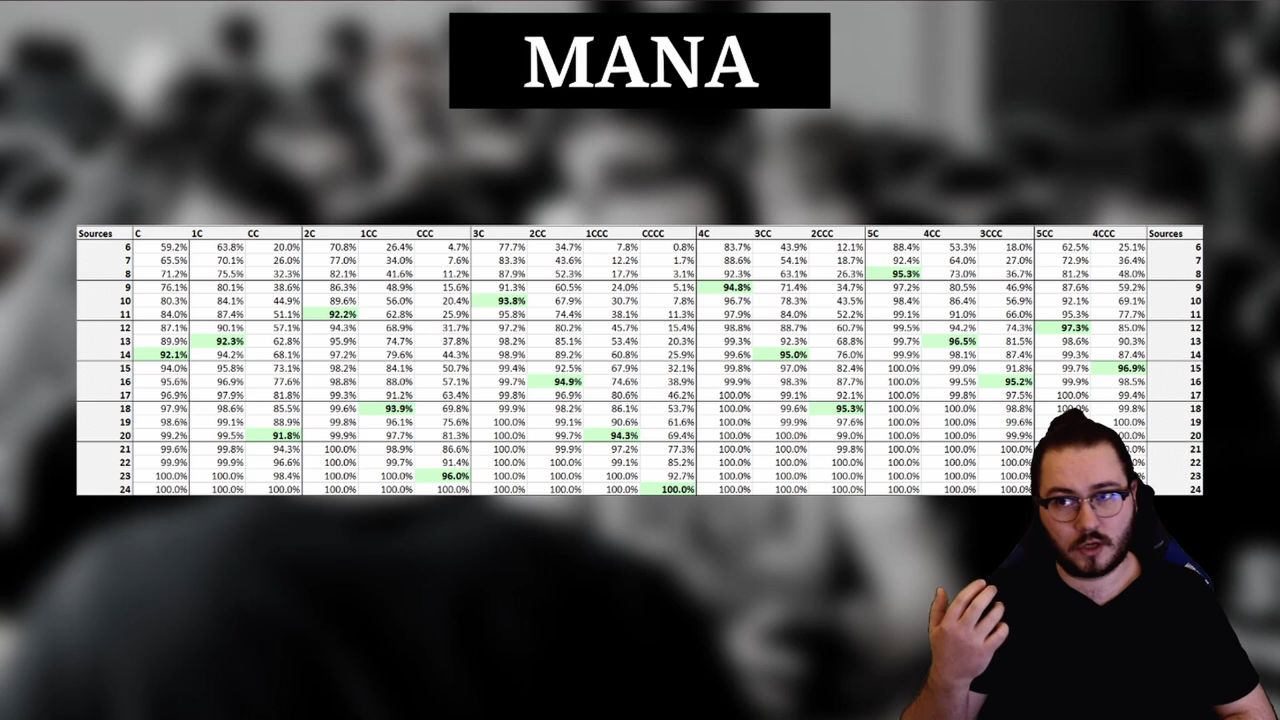 MANA
Sources C 1C CC 2C 1CC CCC 3C 2CC 1CCC CCCC 4C 3CC 2CCC 5C 4CC 3CCC 5CC 4CCC Sources
6 59.2% 63.8% 20.0% 70.8% 26.4% 4.7% 77.7% 34.7% 7.8% 0.8% 83.7% 43.9% 12.1% 88.4% 53.3% 18.0% 62.5% 25.1% 6
7 65.5% 70.1% 26.0% 77.0% 34.0% 7.6% 83.3% 43.6% 12.2% 1.7% 88.6% 54.1% 18.7% 92.4% 64.0% 27.0% 72.9% 36.4% 7
8 71.2% 75.5% 32.3% 82.1% 41.6% 11.2% 87.9% 52.3% 17.7% 3.1% 92.3% 63.1% 26.3% 95.3% 73.0% 36.7% 81.2% 48.0% 8
9 76.1% 80.1% 38.6% 86.3% 48.9% 15.6% 91.3% 60.5% 24.0% 5.1% 94.8% 71.4% 34.7% 97.2% 80.5% 46.9% 87.6% 59.2% 9
10 80.3% 84.1% 44.9% 89.6% 56.0% 20.4% 93.8% 67.9% 30.7% 7.8% 96.7% 78.3% 43.5% 98.4% 86.4% 56.9% 92.1% 69.1% 10
11 84.0% 87.4% 51.1% 92.2% 62.8% 25.9% 95.8% 74.4% 38.1% 11.3% 97.9% 84.0% 52.2% 99.1% 91.0% 66.0% 95.3% 77.7% 11
12 87.1% 90.1% 57.1% 94.3% 68.9% 31.7% 97.2% 80.2% 45.7% 15.4% 98.8% 88.7% 60.7% 99.5% 94.2% 74.3% 97.3% 85.0% 12
13 89.9% 92.3% 62.8% 95.9% 74.7% 37.8% 98.2% 85.1% 53.4% 20.3% 99.3% 92.3% 68.8% 99.7% 96.5% 81.5% 98.6% 90.3% 13
14 92.1% 94.2% 68.1% 97.2% 79.6% 44.3% 98.9% 89.2% 60.8% 25.9% 99.6% 95.0% 76.0% 99.9% 98.1% 87.4% 99.3% 87.4% 14
15 94.0% 95.8% 73.1% 98.2% 84.1% 50.7% 99.4% 92.5% 67.9% 32.1% 99.8% 97.0% 82.4% 100.0% 99.0% 91.8% 99.7% 96.9% 15
16 95.6% 96.9% 77.6% 98.8% 88.0% 57.1% 99.7% 94.9% 74.6% 38.9% 99.9% 98.3% 87.7% 100.0% 99.5% 95.2% 99.9% 98.5% 16
17 96.9% 97.9% 81.8% 99.3% 91.2% 63.4% 99.8% 96.9% 80.6% 46.2% 100.0% 99.1% 92.1% 100.0% 99.8% 97.5% 100.0% 99.4% 17
18 97.9% 98.6% 85.5% 99.6% 93.9% 69.8% 99.9% 98.2% 86.1% 53.7% 100.0% 99.6% 95.3% 100.0% 100.0% 98.8% 99.8% 18
19 98.6% 99.1% 88.9% 99.8% 96.1% 75.6% 100.0% 99.1% 90.6% 61.6% 100.0% 99.9% 97.6% 100.0% 100.0% 99.6% 19
20 99.2% 99.5% 91.8% 99.9% 97.7% 81.3% 100.0% 99.7% 94.3% 69.4% 100.0% 100.0% 99.0% 100.0% 100.0% 99.9% 20
21 99.6% 99.8% 94.3% 100.0% 98.9% 86.6% 100.0% 99.9% 97.2% 77.3% 100.0% 100.0% 99.8% 100.0% 100.0% 21
22 99.9% 99.9% 96.6% 100.0% 99.7% 91.4% 100.0% 100.0% 99.1% 85.2% 100.0% 100.0% 100.0% 100.0% 100.0% 22
23 100.0% 100.0% 98.4% 100.0% 100.0% 96.0% 100.0% 100.0% 100.0% 92.7% 100.0% 100.0% 100.0% 100.0% 100.0% 23
24 100.0% 100.0% 100.0% 100.0% 100.0% 100.0% 100.0% 100.0% 100.0% 100.0% 100.0% 100.0% 100.0% 100.0% 100.0% 24